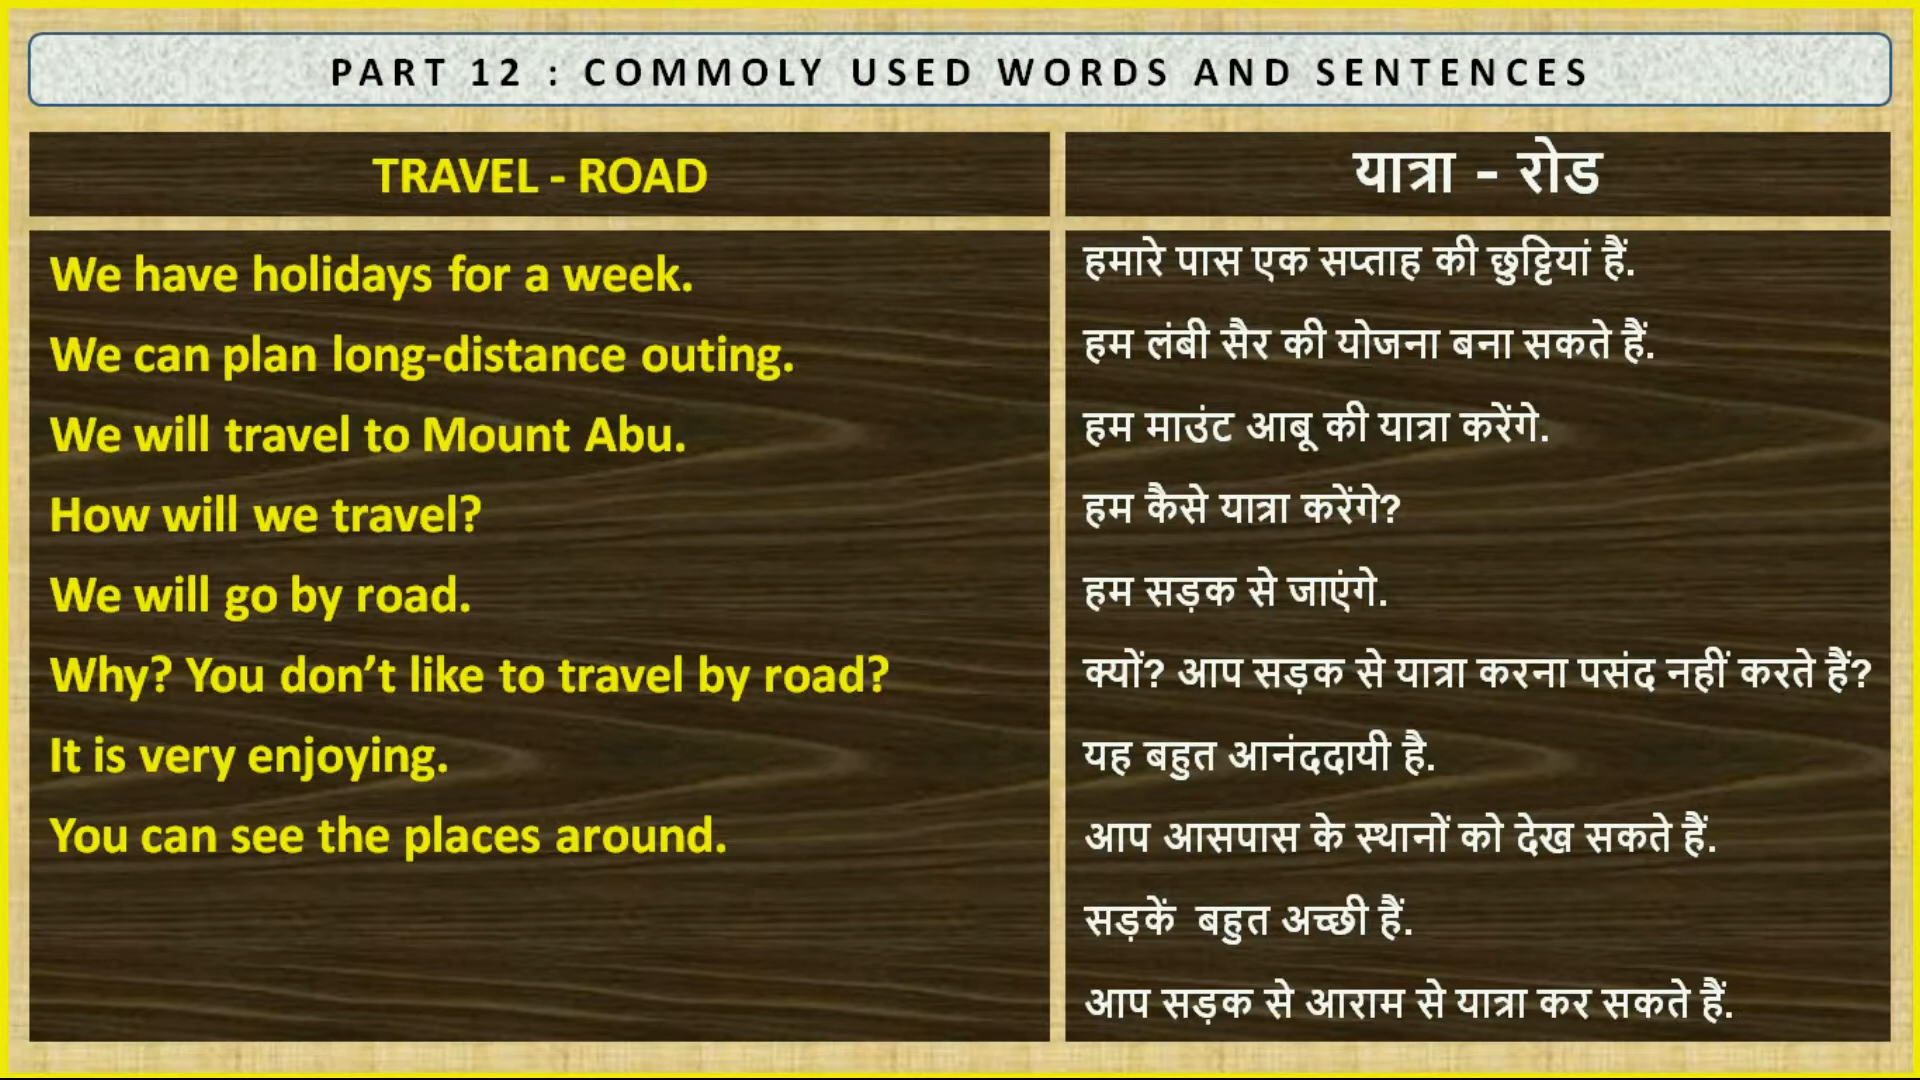 PART 12 : COMMOLY USED WORDS AND SENTENCES
TRAVEL - ROAD
We have holidays for a week.
We can plan long-distance outing.
We will travel to Mount Abu.
How will we travel?
We will go by road.
Why? You don’t like to travel by road?
It is very enjoying.
You can see the places around.
यात्रा - रोड
हमारे पास एक सप्ताह की छुट्टियां हैं.
हम लंबी सैर की योजना बना सकते हैं.
हम माउंट आबू की यात्रा करेंगे.
हम कैसे यात्रा करेंगे?
हम सड़क से जाएंगे.
क्यों? आप सड़क से यात्रा करना पसंद नहीं करते हैं?
यह बहुत आनंददायी है.
आप आसपास के स्थानों को देख सकते हैं.
सड़कें बहुत अच्छी हैं.
आप सड़क से आराम से यात्रा कर सकते हैं.